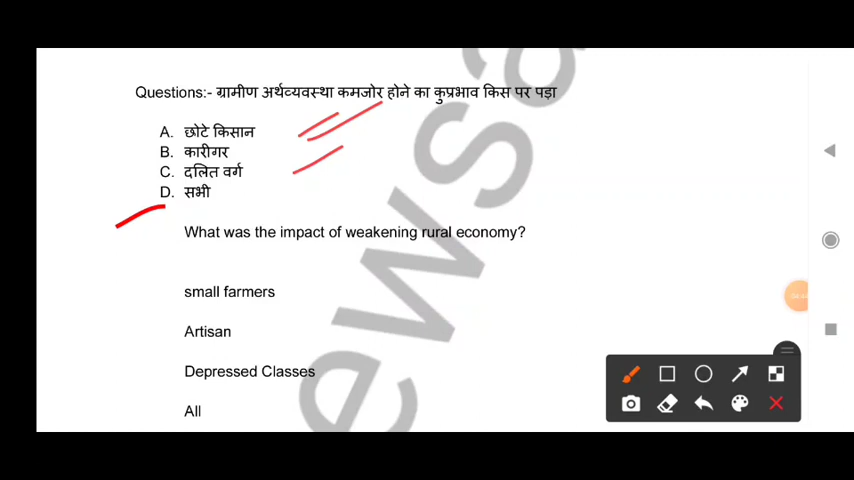 Questions:- ग्रामीण अर्थव्यवस्था कमजोर होने का कुप्रभाव किस पर पड़ा
A. छोटे किसान
B. कारीगर
C. दलित वर्ग
D. सभी
What was the impact of weakening rural economy?
small farmers
Artisan
Depressed Classes
All